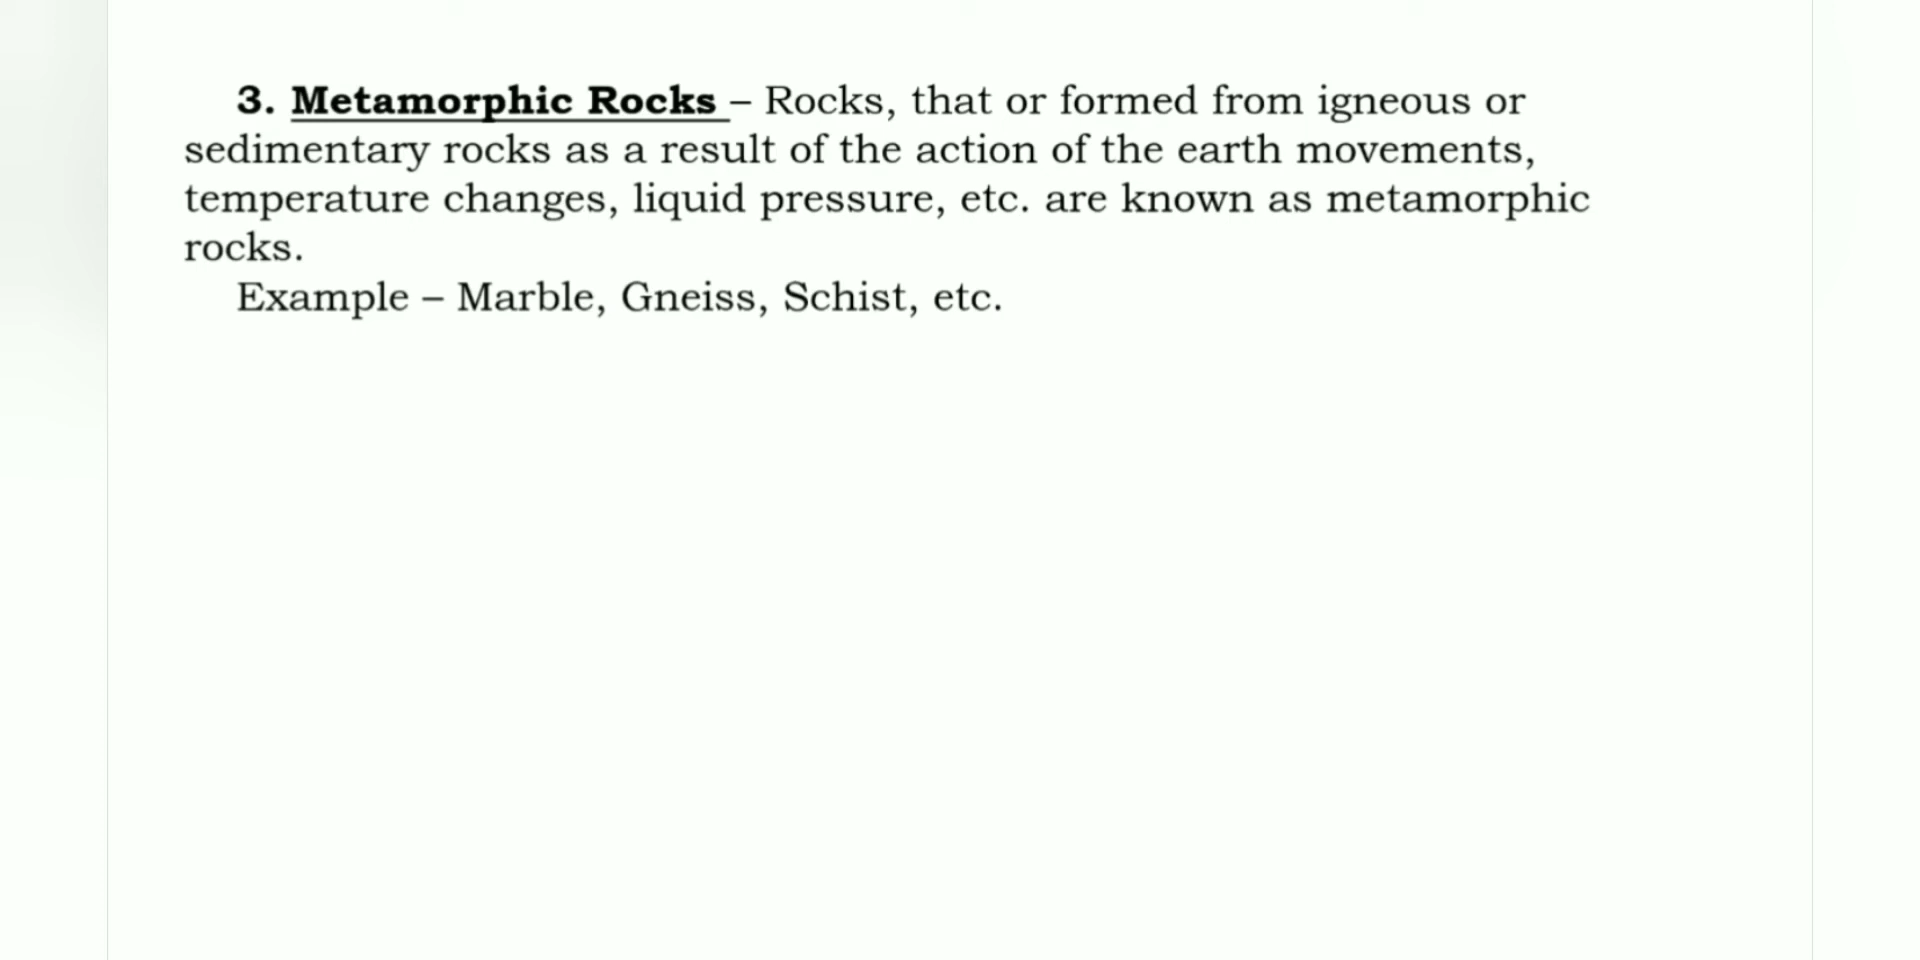 3. Metamorphic Rocks – Rocks, that or formed from igneous or
sedimentary rocks as a result of the action of the earth movements,
temperature changes, liquid pressure, etc. are known as metamorphic
rocks.
Example – Marble, Gneiss, Schist, etc.